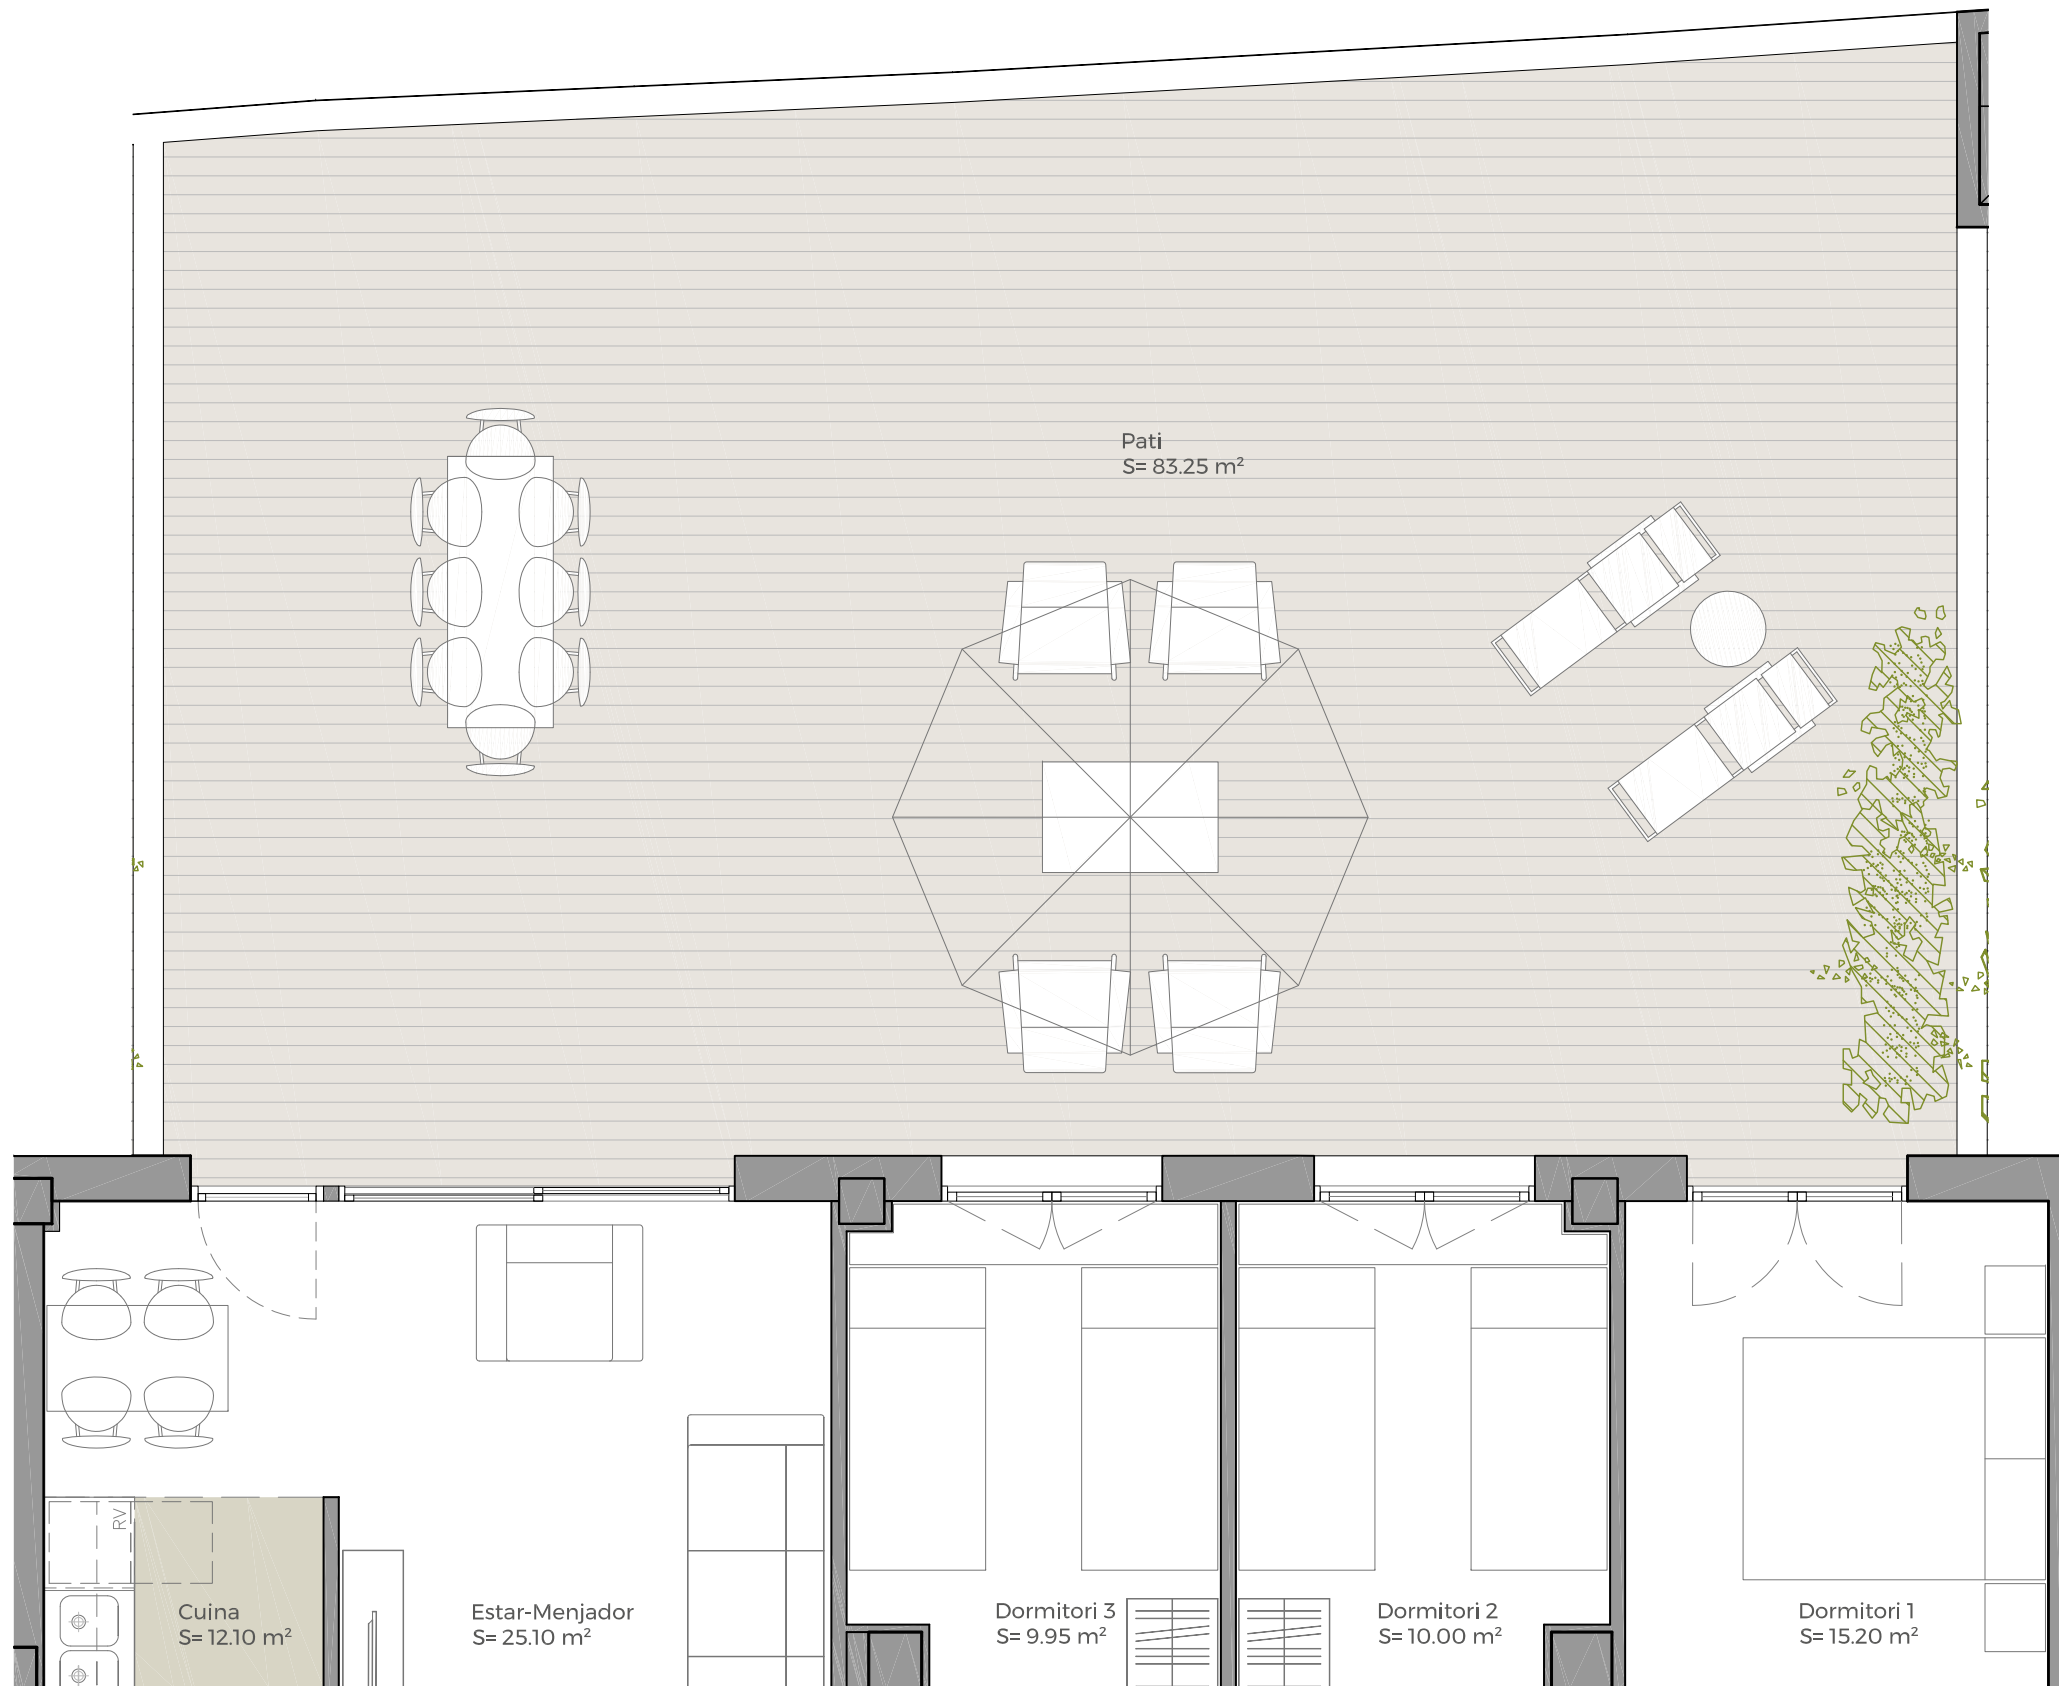 Pati
S= 83.25 m²
RV
Cuina
S= 12.10 m²
Estar-Menjador
S= 25.10 m²
Dormitori 3
S= 9.95 m²
Dormitori 2
S= 10.00 m²
Dormitori 1
S= 15.20 m²